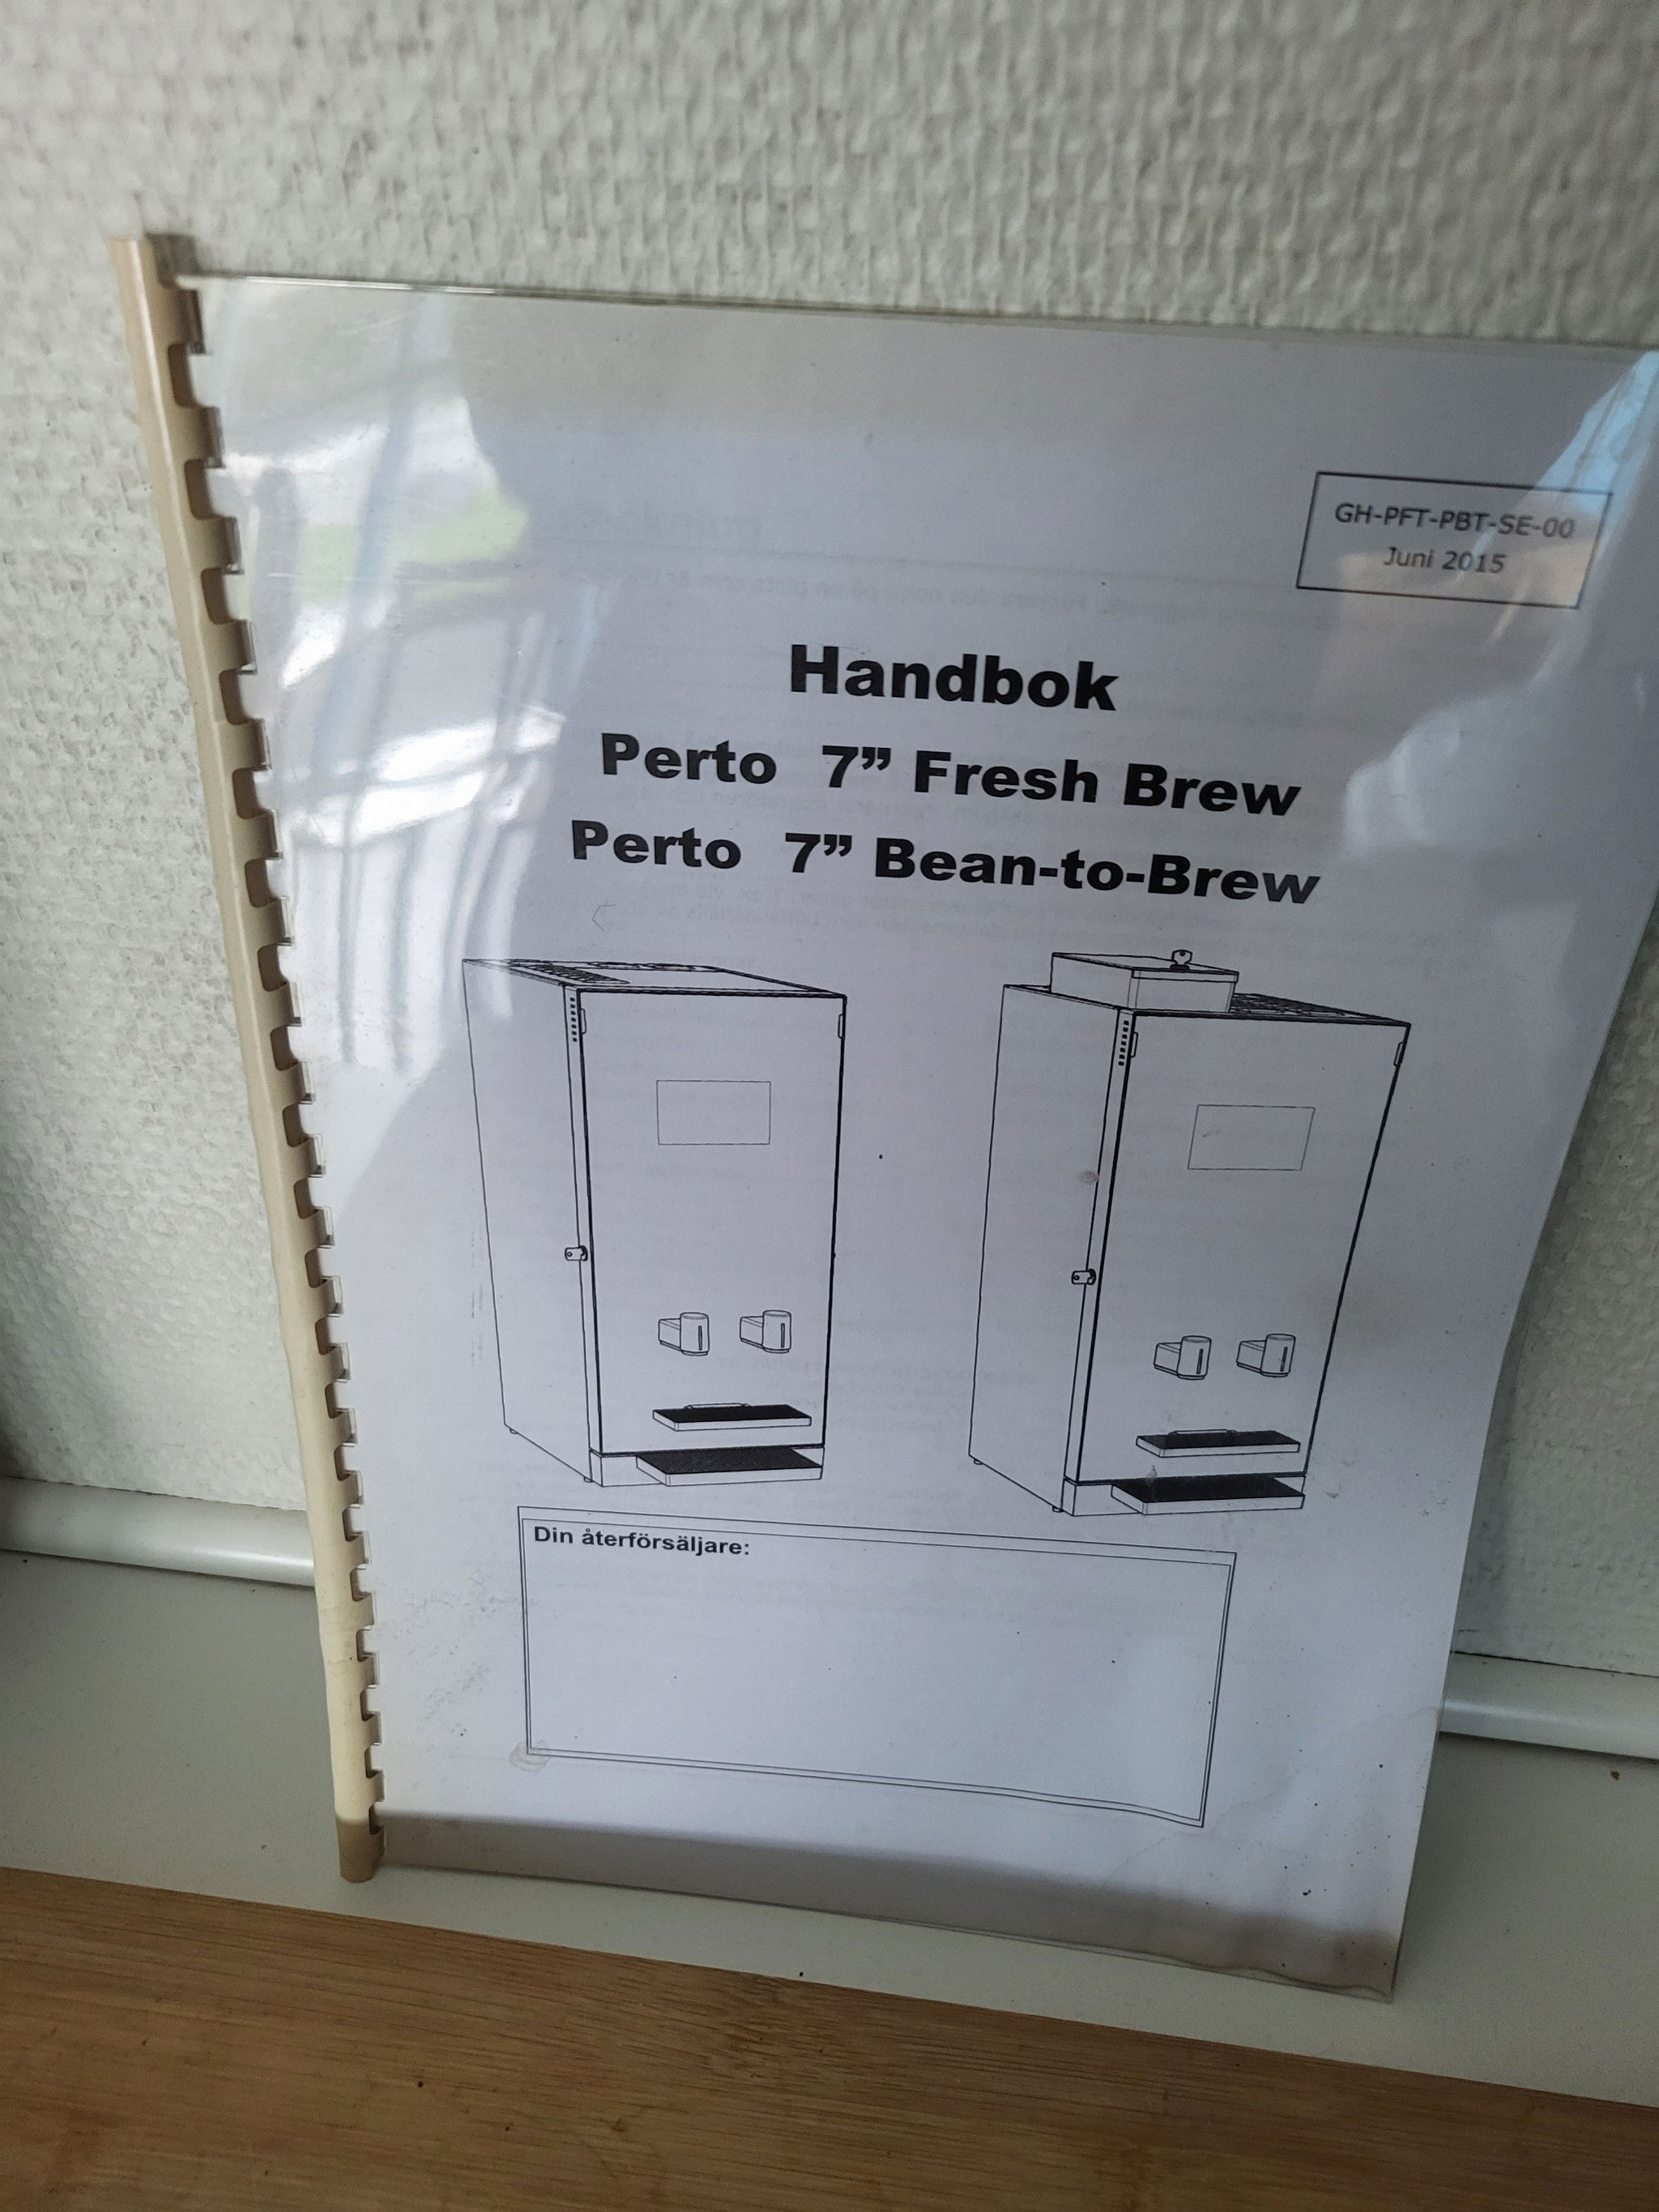 GH-PFT-PBT-SE-00
Juni 2015
Handbok
Perto 7” Fresh Brew
Perto 7” Bean-to-Brew
Din återförsäljare: